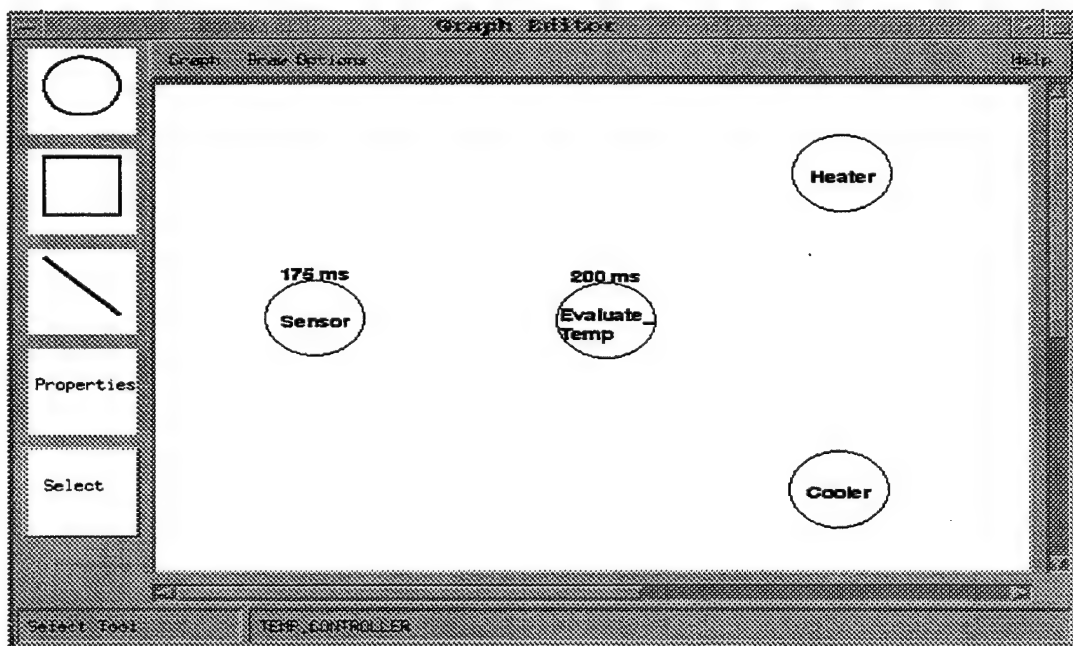 Graph Editor
Graph Draw Options Help
Heater
175 ms
200 ms
Sensor
Evaluate_
Temp
Properties
Select
Cooler
Select Tool
TEMP_CONTROLLER